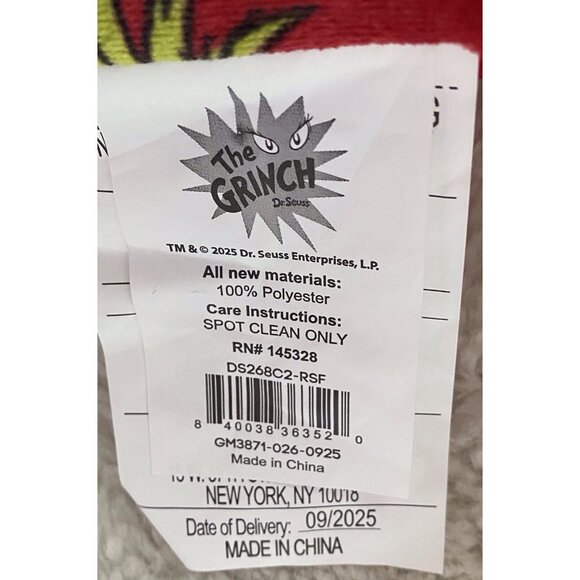 The
GRINCH
Dr. Seuss
TM & © 2025 Dr. Seuss Enterprises, L.P.
All new materials:
100% Polyester
Care Instructions:
SPOT CLEAN ONLY
RN# 145328
DS268C2-RSF
8 40038 36352 0
GM3871-026-0925
Made in China
NEW YORK, NY 10018
Date of Delivery: 09/2025
MADE IN CHINA